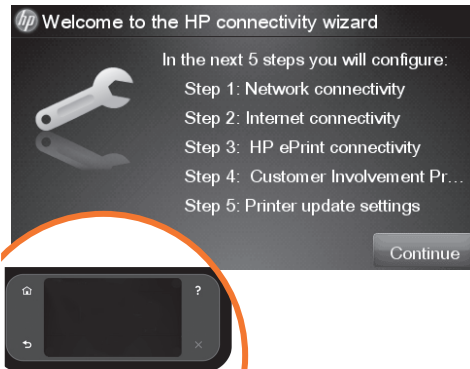 hp Welcome to the HP connectivity wizard
In the next 5 steps you will configure:
Step 1: Network connectivity
Step 2: Internet connectivity
Step 3: HP ePrint connectivity
Step 4: Customer Involvement Pr...
Step 5: Printer update settings
Continue
?